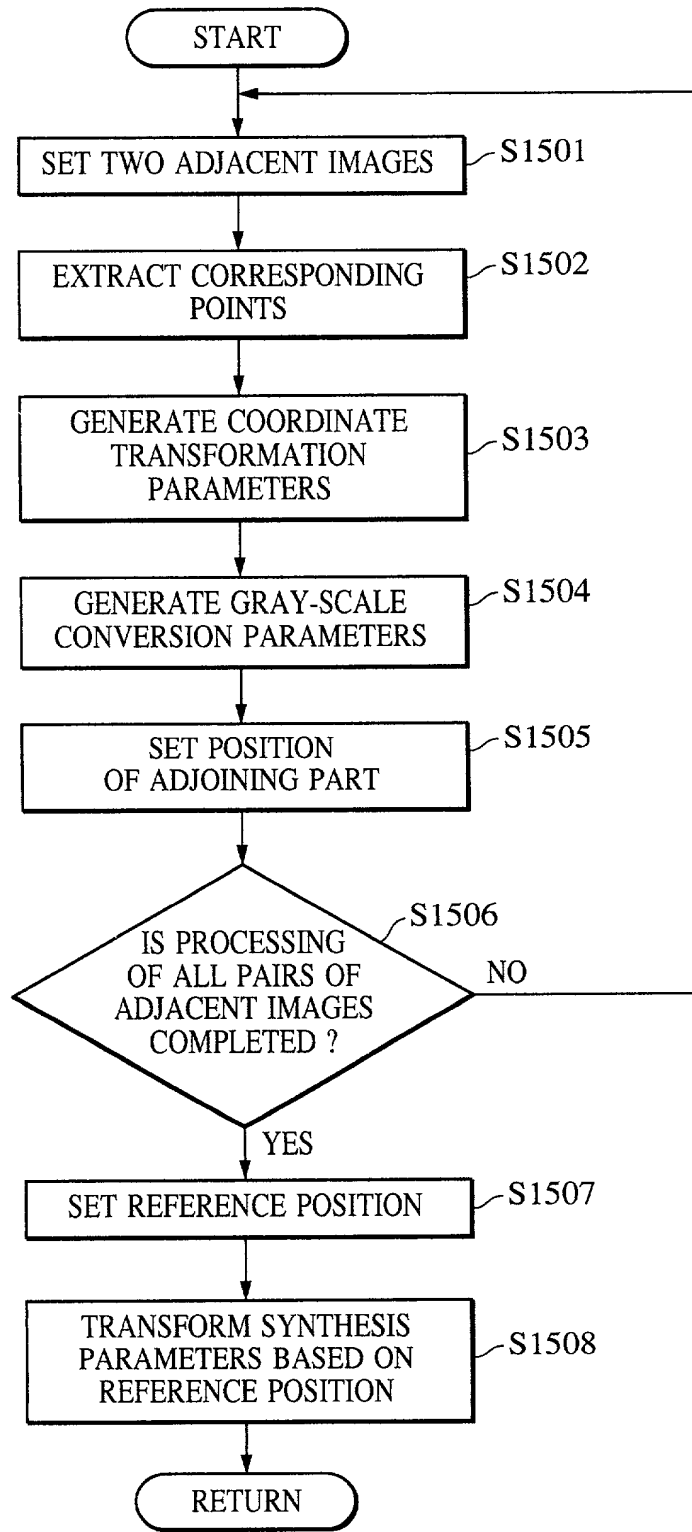 START
SET TWO ADJACENT IMAGES
S1501
EXTRACT CORRESPONDING
POINTS
S1502
GENERATE COORDINATE
TRANSFORMATION
PARAMETERS
S1503
GENERATE GRAY-SCALE
CONVERSION PARAMETERS
S1504
SET POSITION
OF ADJOINING PART
S1505
IS PROCESSING
OF ALL PAIRS OF
ADJACENT IMAGES
COMPLETED ?
S1506
NO
YES
SET REFERENCE POSITION
S1507
TRANSFORM SYNTHESIS
PARAMETERS BASED ON
REFERENCE POSITION
S1508
RETURN